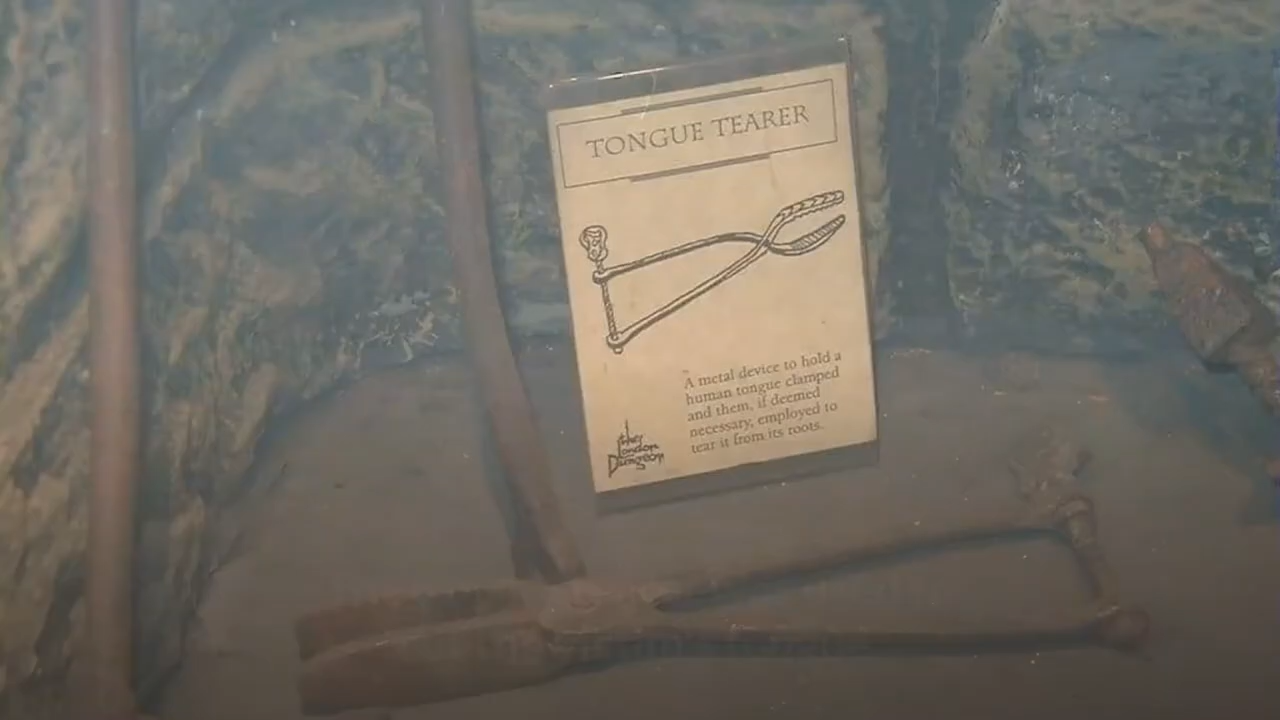 TONGUE TEARER
A metal device to hold a
human tongue clamped
and them, if deemed
necessary, employed to
tear it from its roots.
the
London
Dungeon